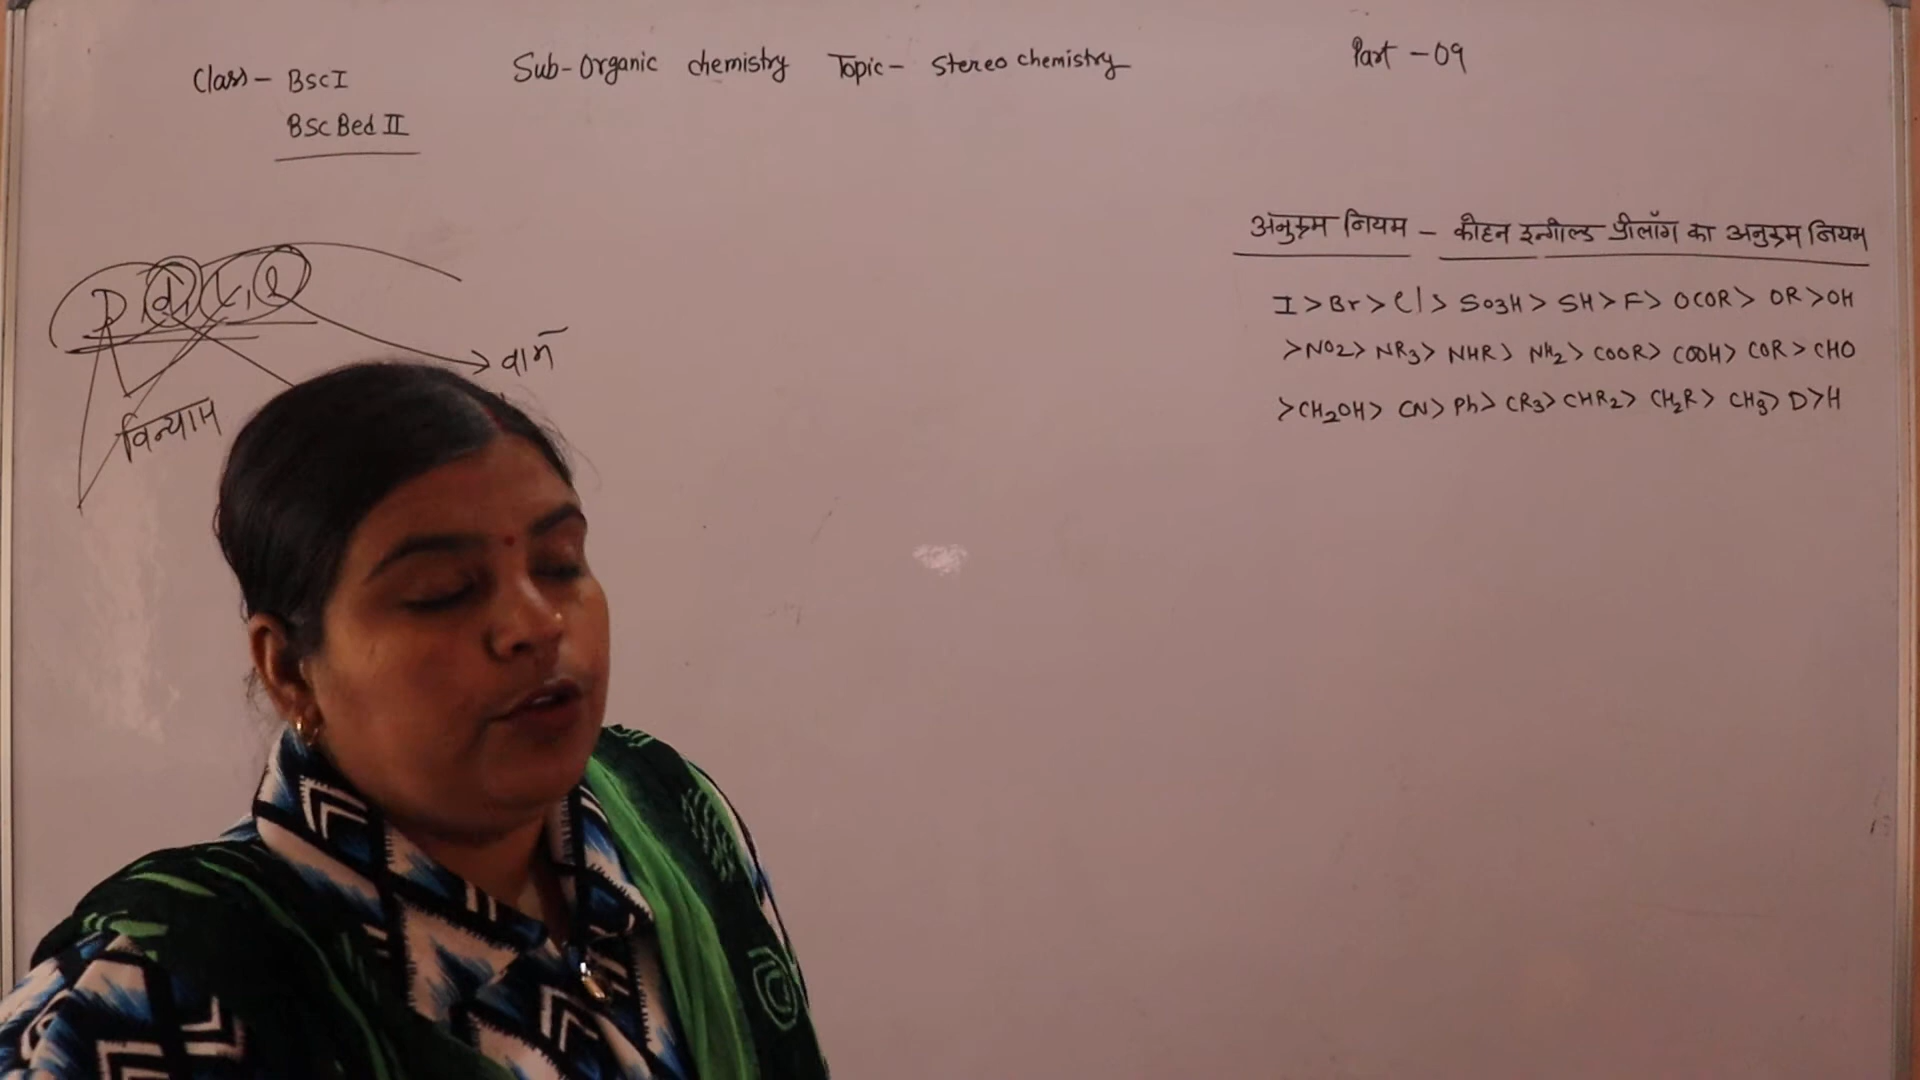 Class - BSc I
BSc Bed II
Sub-Organic chemistry Topic - Stereo chemistry
Part - 09
अनुक्रम नियम - कोहन इन्गोल्ड प्रीलॉग का अनुक्रम नियम
I > Br > Cl > SO3H > SH > F > OCOR > OR > OH
> NO2 > NR3 > NHR > NH2 > COOR > COOH > COR > CHO
> CH2OH > CN > Ph > CR3 > CHR2 > CH2R > CH3 > D > H
D d, L, l
वाम
विन्यास